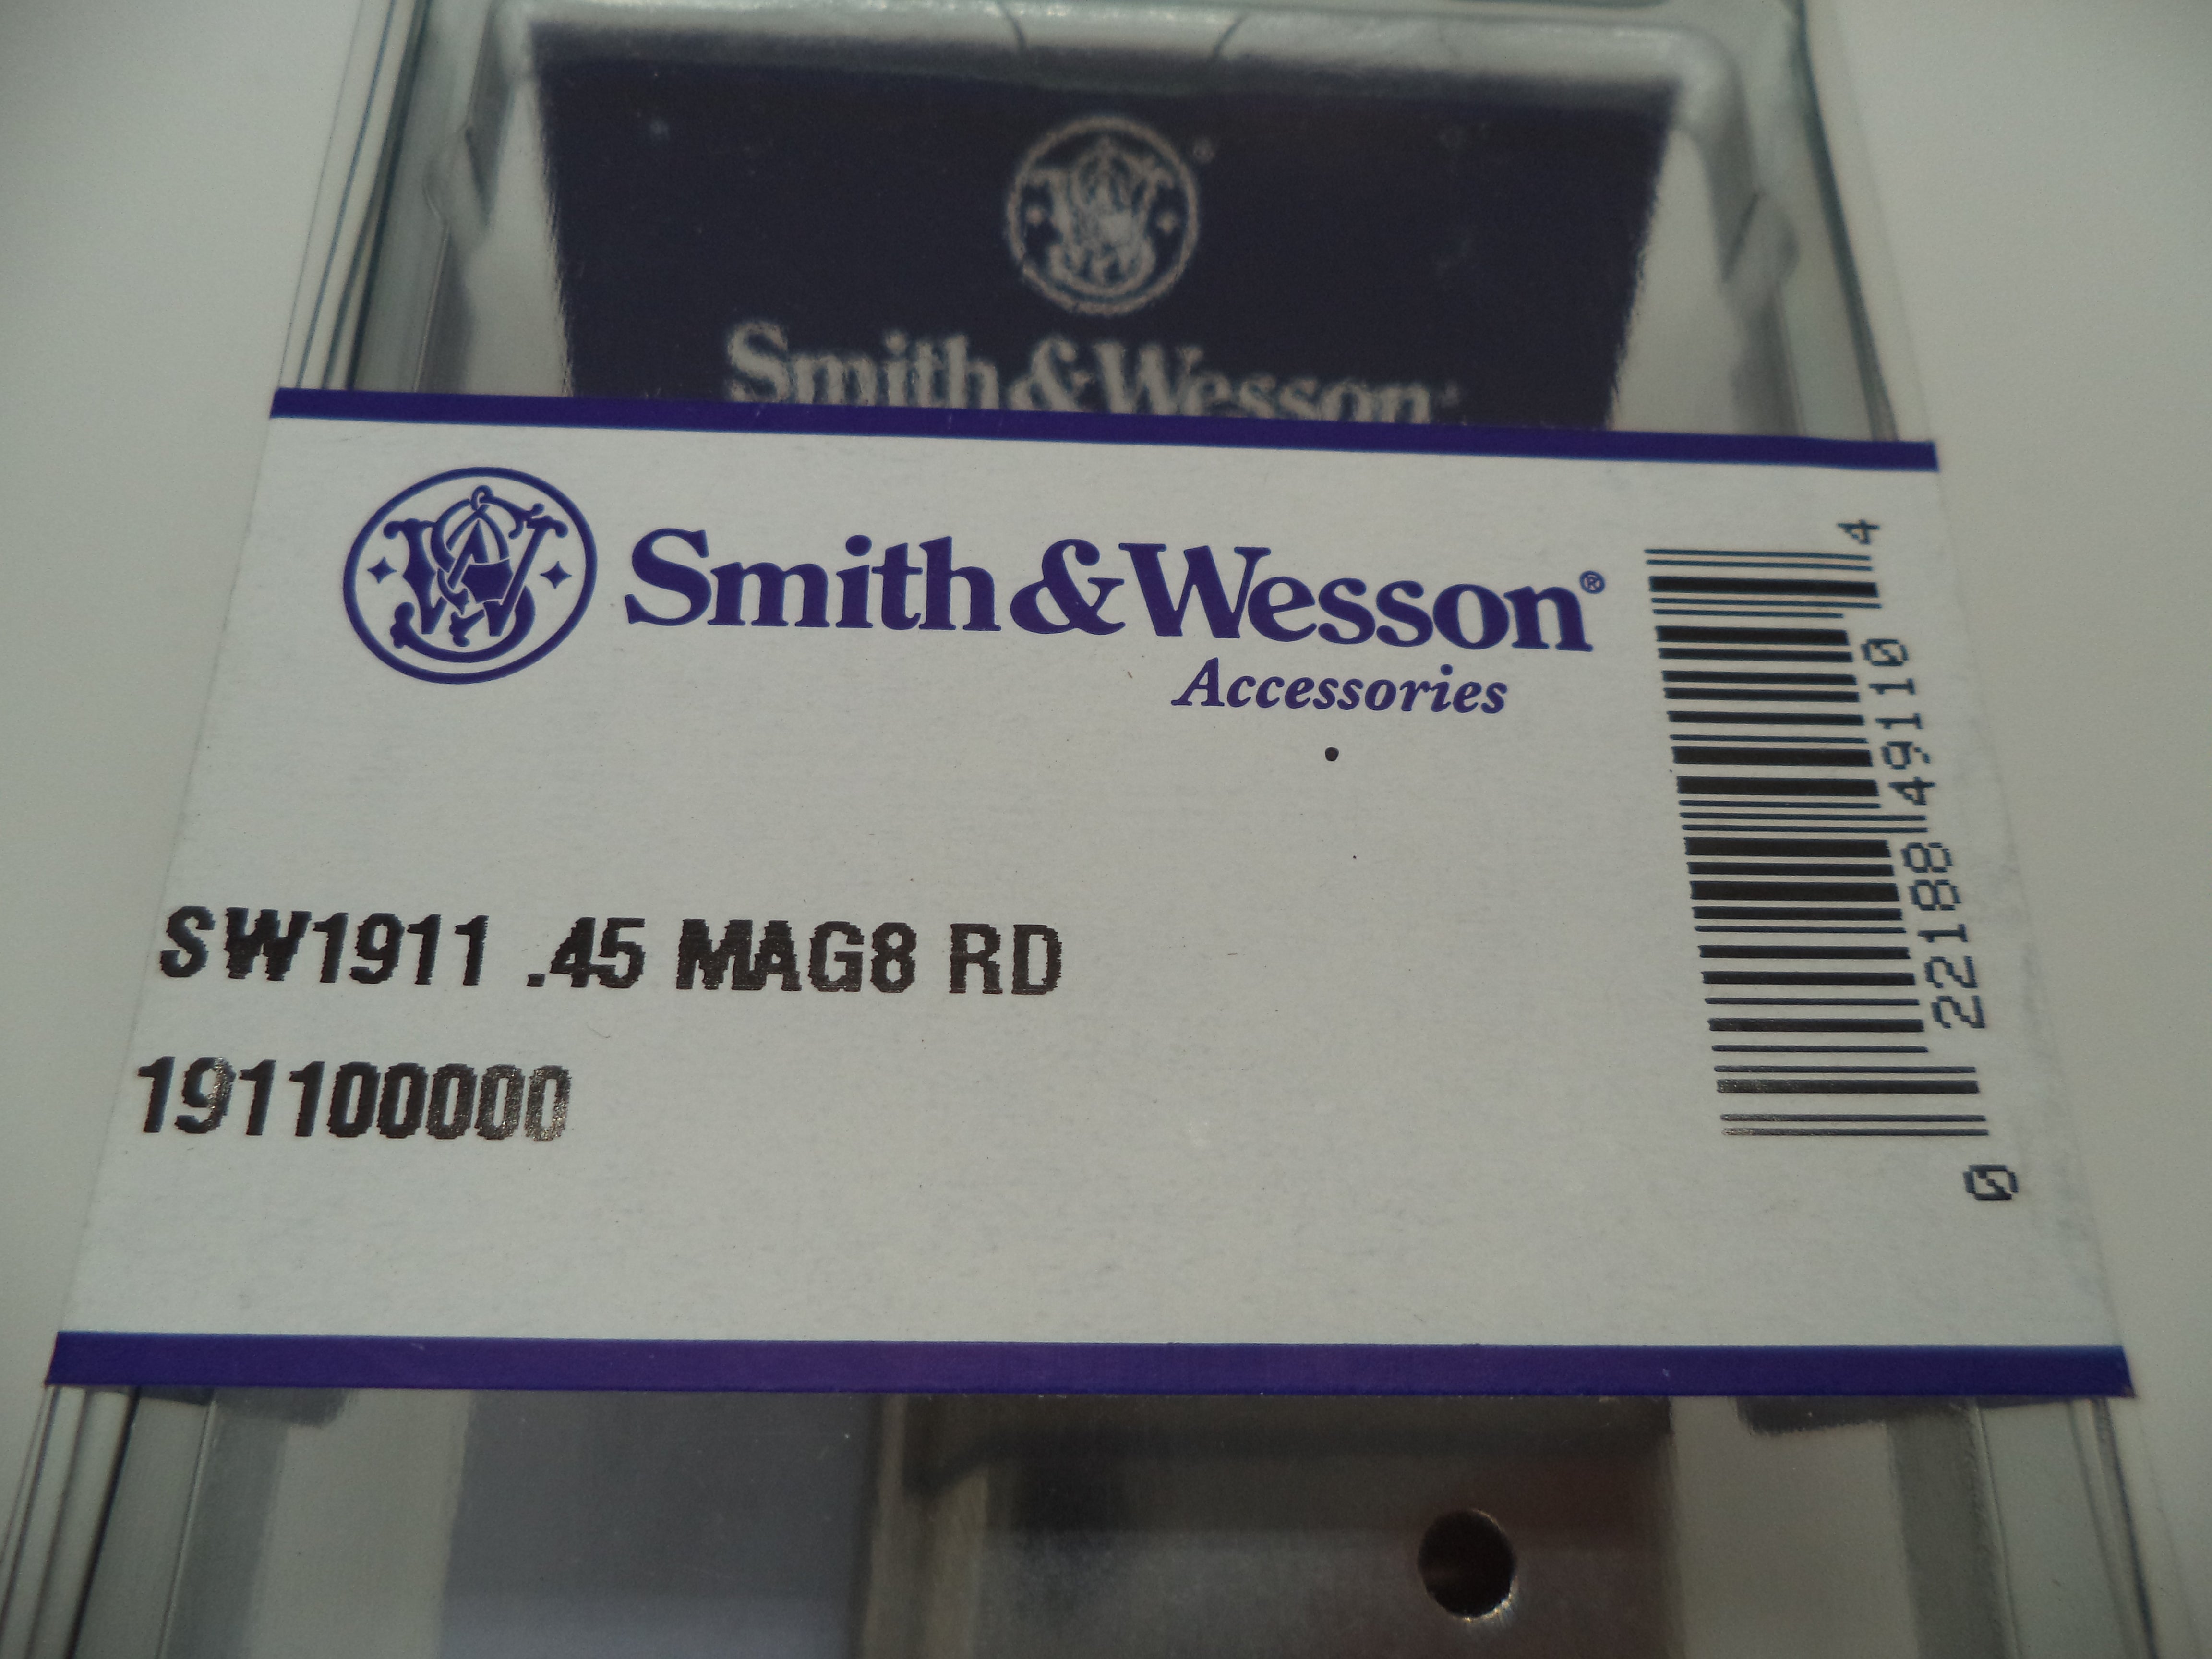 Smith & Wesson
Smith & Wesson®
Accessories
SW1911 .45 MAG8 RD
191100000
0 22188 49110 4